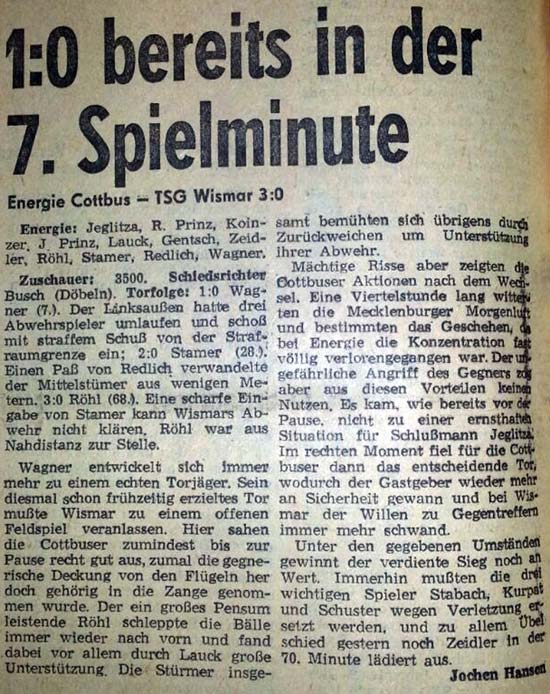 1:0 bereits in der
7. Spielminute
Energie Cottbus — TSG Wismar 3:0
Energie: Jeglitza, R. Prinz, Koin-
zer, J. Prinz, Lauck, Gentsch, Zeid-
ler, Röhl, Stamer, Redlich, Wagner.
Zuschauer: 3500. Schiedsrichter
Busch (Döbeln). Torfolge: 1:0 Wag-
ner (7.). Der Linksaußen hatte drei
Abwehrspieler umlaufen und schoß
mit straffem Schuß von der Straf-
raumgrenze ein; 2:0 Stamer (28.).
Einen Paß von Redlich verwandelte
der Mittelstümer aus wenigen Me-
tern. 3:0 Röhl (68.). Eine scharfe Ein-
gabe von Stamer kann Wismars Ab-
wehr nicht klären, Röhl war aus
Nahdistanz zur Stelle.
Wagner entwickelt sich immer
mehr zu einem echten Torjäger. Sein
diesmal schon frühzeitig erzieltes Tor
mußte Wismar zu einem offenen
Feldspiel veranlassen. Hier sahen
die Cottbuser zumindest bis zur
Pause recht gut aus, zumal die gegne-
rische Deckung von den Flügeln her
doch gehörig in die Zange genom-
men wurde. Der ein großes Pensum
leistende Röhl schleppte die Bälle
immer wieder nach vorn und fand
dabei vor allem durch Lauck große
Unterstützung. Die Stürmer insge-
samt bemühten sich übrigens durch
Zurückweichen um Unterstützung
ihrer Abwehr.
Mächtige Risse aber zeigten die
Cottbuser Aktionen nach dem Wech-
sel. Eine Viertelstunde lang witter-
ten die Mecklenburger Morgenluft
und bestimmten das Geschehen, da
bei Energie die Konzentration fast
völlig verlorengegangen war. Der un-
gefährliche Angriff des Gegners zog
aber aus diesen Vorteilen keinen
Nutzen. Es kam, wie bereits vor der
Pause, nicht zu einer ernsthaften
Situation für Schlußmann Jeglitza.
Im rechten Moment fiel für die Cott-
buser dann das entscheidende Tor,
wodurch der Gastgeber wieder mehr
an Sicherheit gewann und bei Wis-
mar der Willen zu Gegentreffern
immer mehr schwand.
Unter den gegebenen Umständen
gewinnt der verdiente Sieg noch an
Wert. Immerhin mußten die drei
wichtigen Spieler Stabach, Kurpat
und Schuster wegen Verletzung er-
setzt werden, und zu allem Übel
schied gestern noch Zeidler in der
70. Minute lädiert aus.
Jochen Hansen